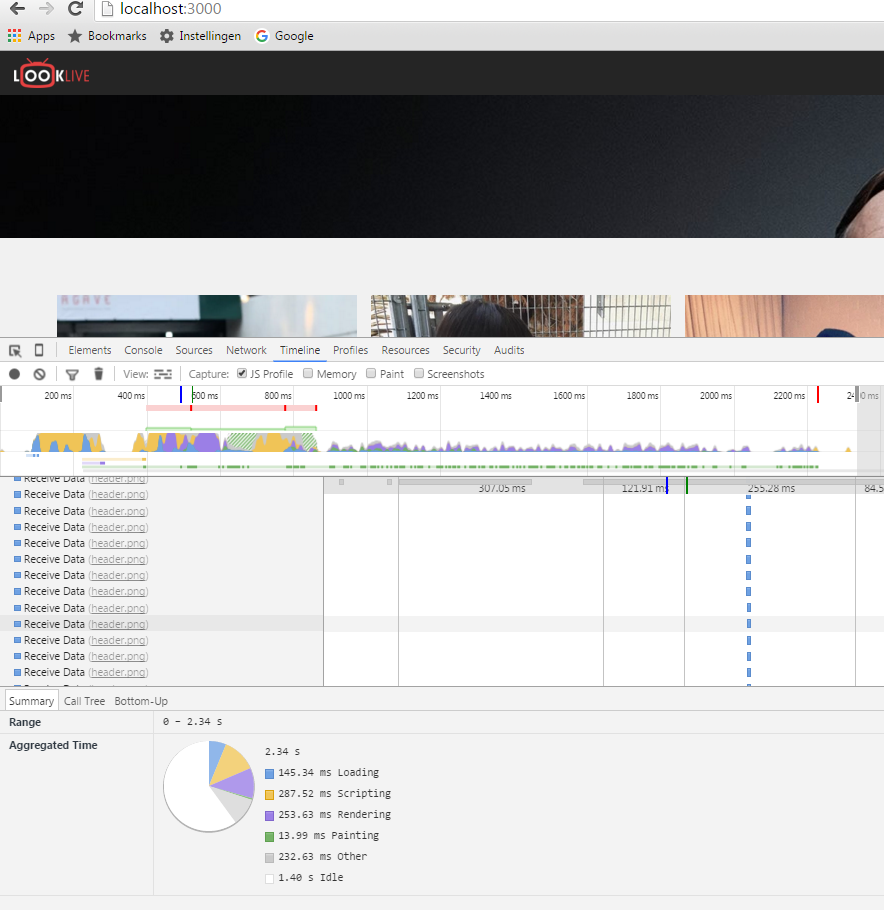 localhost:3000
Apps Bookmarks Instellingen Google
LOOKLIVE
AGAVE
Elements Console Sources Network Timeline Profiles Resources Security Audits
View: Capture: JS Profile Memory Paint Screenshots
200 ms 400 ms 600 ms 800 ms 1000 ms 1200 ms 1400 ms 1600 ms 1800 ms 2000 ms 2200 ms
Receive Data (header.png)
307.05 ms 121.91 ms 255.28 ms 84.5
Receive Data (header.png)
Receive Data (header.png)
Receive Data (header.png)
Receive Data (header.png)
Receive Data (header.png)
Receive Data (header.png)
Receive Data (header.png)
Receive Data (header.png)
Receive Data (header.png)
Receive Data (header.png)
Receive Data (header.png)
Receive Data (header.png)
Summary Call Tree Bottom-Up
Range 0 – 2.34 s
Aggregated Time
2.34 s
145.34 ms Loading
287.52 ms Scripting
253.63 ms Rendering
13.99 ms Painting
232.63 ms Other
1.40 s Idle